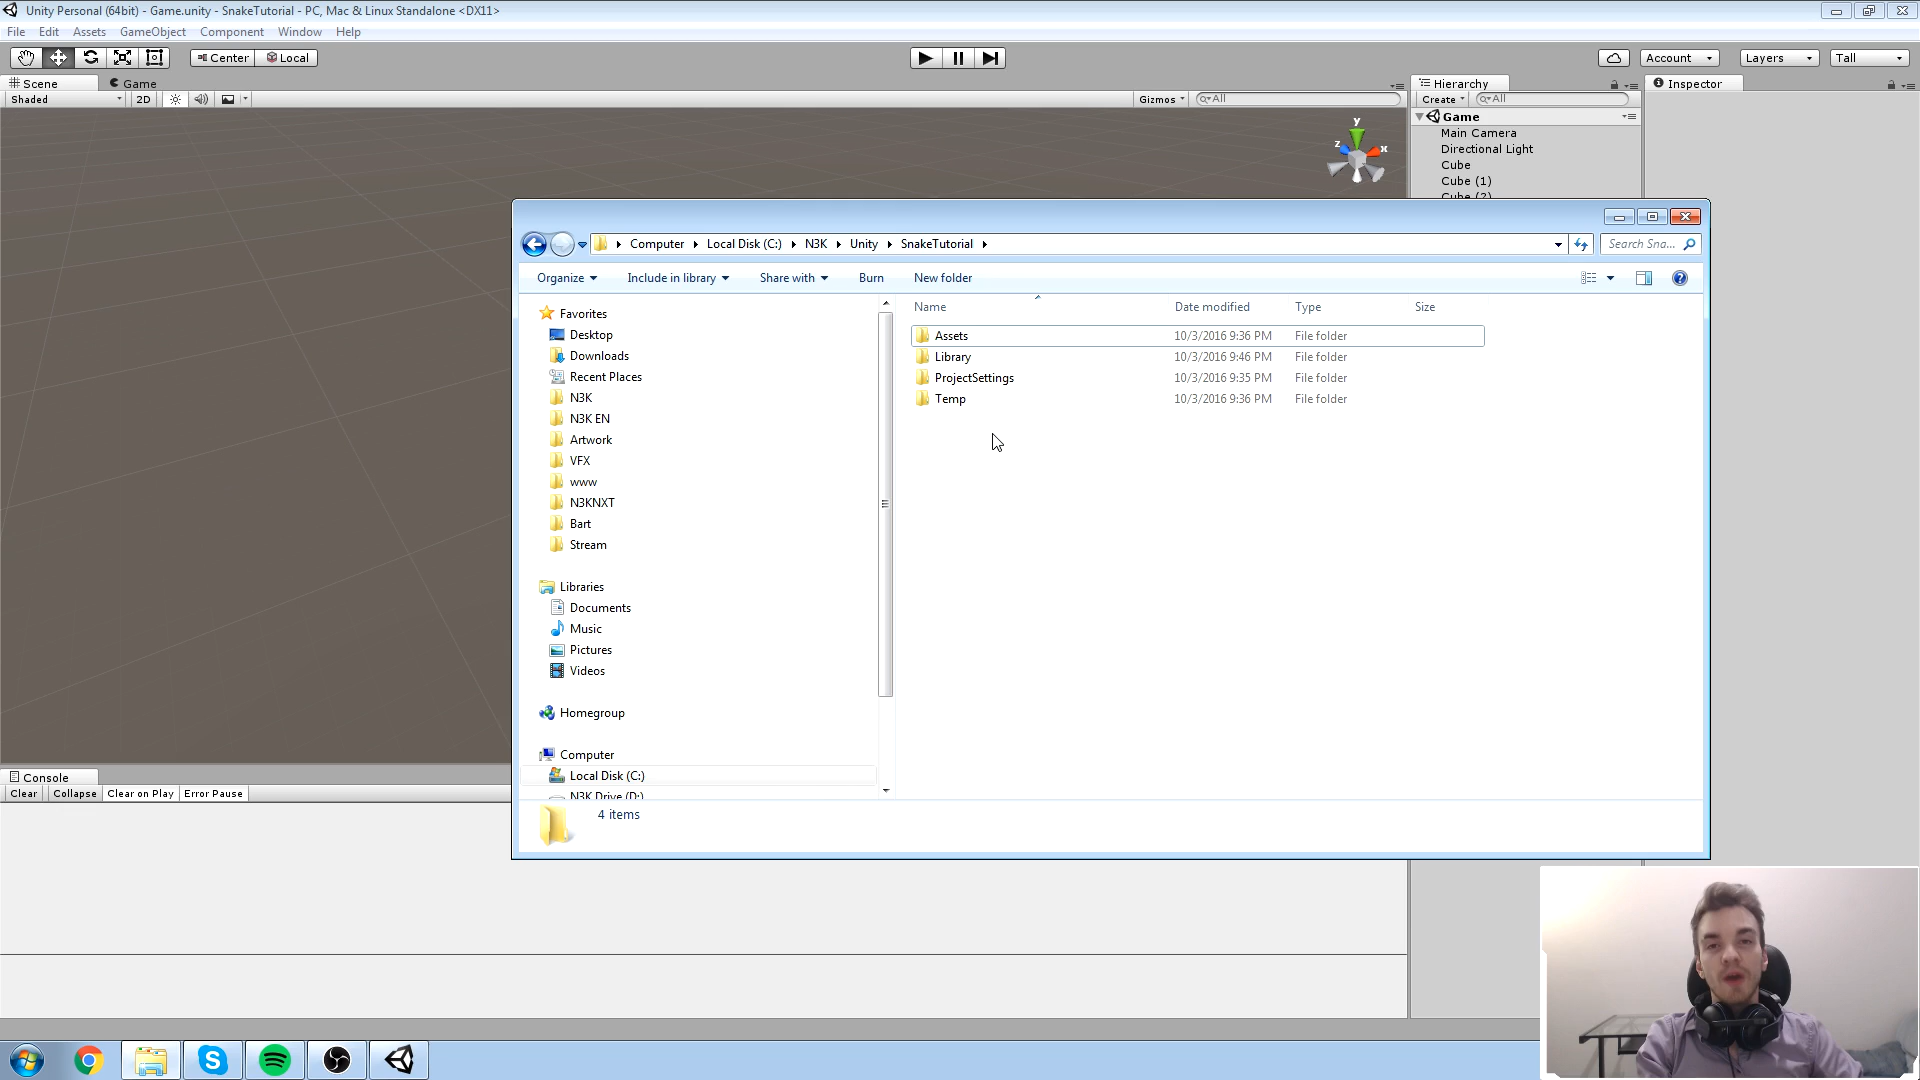 Unity Personal (64bit) - Game.unity - SnakeTutorial - PC, Mac & Linux Standalone <DX11>
File Edit Assets GameObject Component Window Help
Center Local Account Layers Tall
Scene Game Hierarchy Inspector
Shaded 2D Gizmos All Create All
Game
Main Camera
Directional Light
Cube
Cube (1)
Cube (2)
Computer Local Disk (C:) N3K Unity SnakeTutorial Search Sna...
Organize Include in library Share with Burn New folder
Name Date modified Type Size
Assets 10/3/2016 9:36 PM File folder
Library 10/3/2016 9:46 PM File folder
ProjectSettings 10/3/2016 9:35 PM File folder
Temp 10/3/2016 9:36 PM File folder
Favorites
Desktop
Downloads
Recent Places
N3K
N3K EN
Artwork
VFX
www
N3KNXT
Bart
Stream
Libraries
Documents
Music
Pictures
Videos
Homegroup
Computer
Local Disk (C:)
N3K Drive (D:)
4 items
Console
Clear Collapse Clear on Play Error Pause